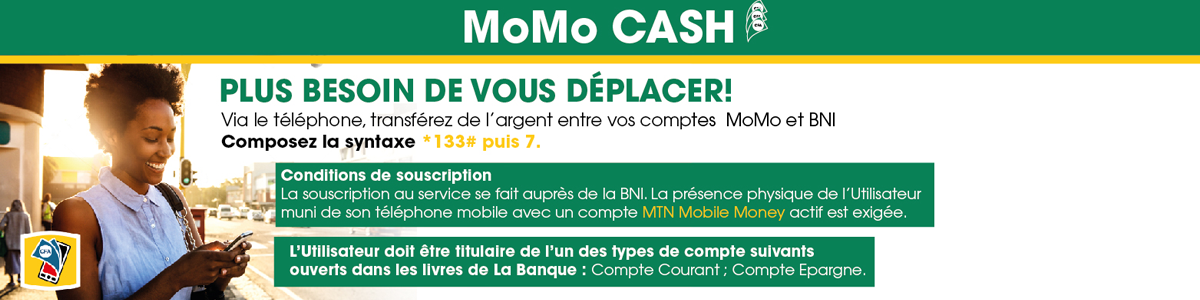 MoMo CASH
PLUS BESOIN DE VOUS DÉPLACER!
Via le téléphone, transférez de l'argent entre vos comptes MoMo et BNI
Composez la syntaxe *133# puis 7.
Conditions de souscription
La souscription au service se fait auprès de la BNI. La présence physique de l'Utilisateur
muni de son téléphone mobile avec un compte MTN Mobile Money actif est exigée.
L'Utilisateur doit être titulaire de l'un des types de compte suivants
ouverts dans les livres de La Banque : Compte Courant ; Compte Epargne.